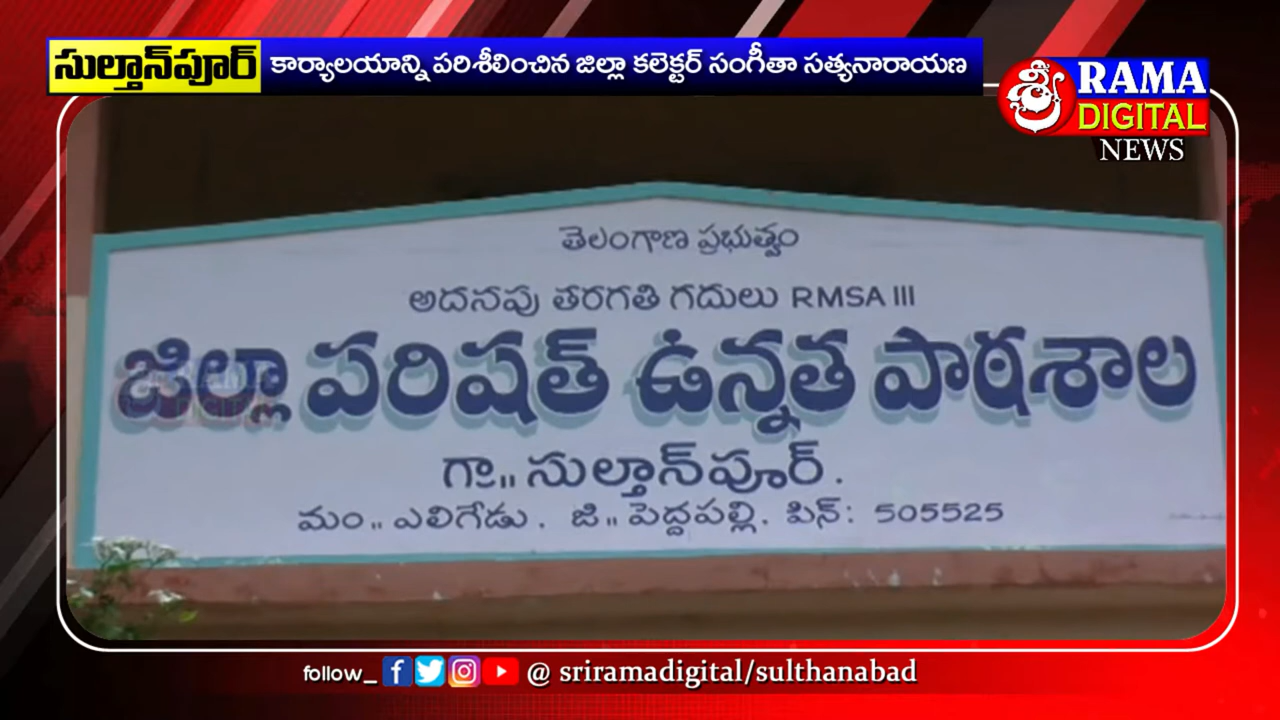 సుల్తాన్‌పూర్ కార్యాలయాన్ని పరిశీలించిన జిల్లా కలెక్టర్ సంగీతా సత్యనారాయణ
శ్రీ RAMA
DIGITAL
NEWS
తెలంగాణ ప్రభుత్వం
అదనపు తరగతి గదులు RMSA III
జిల్లా పరిషత్ ఉన్నత పాఠశాల
గ్రా,, సుల్తాన్‌పూర్.
మం,, ఎలిగేడు. జి,, పెద్దపల్లి. పిన్: 505525
follow_ @ sriramadigital/sulthanabad